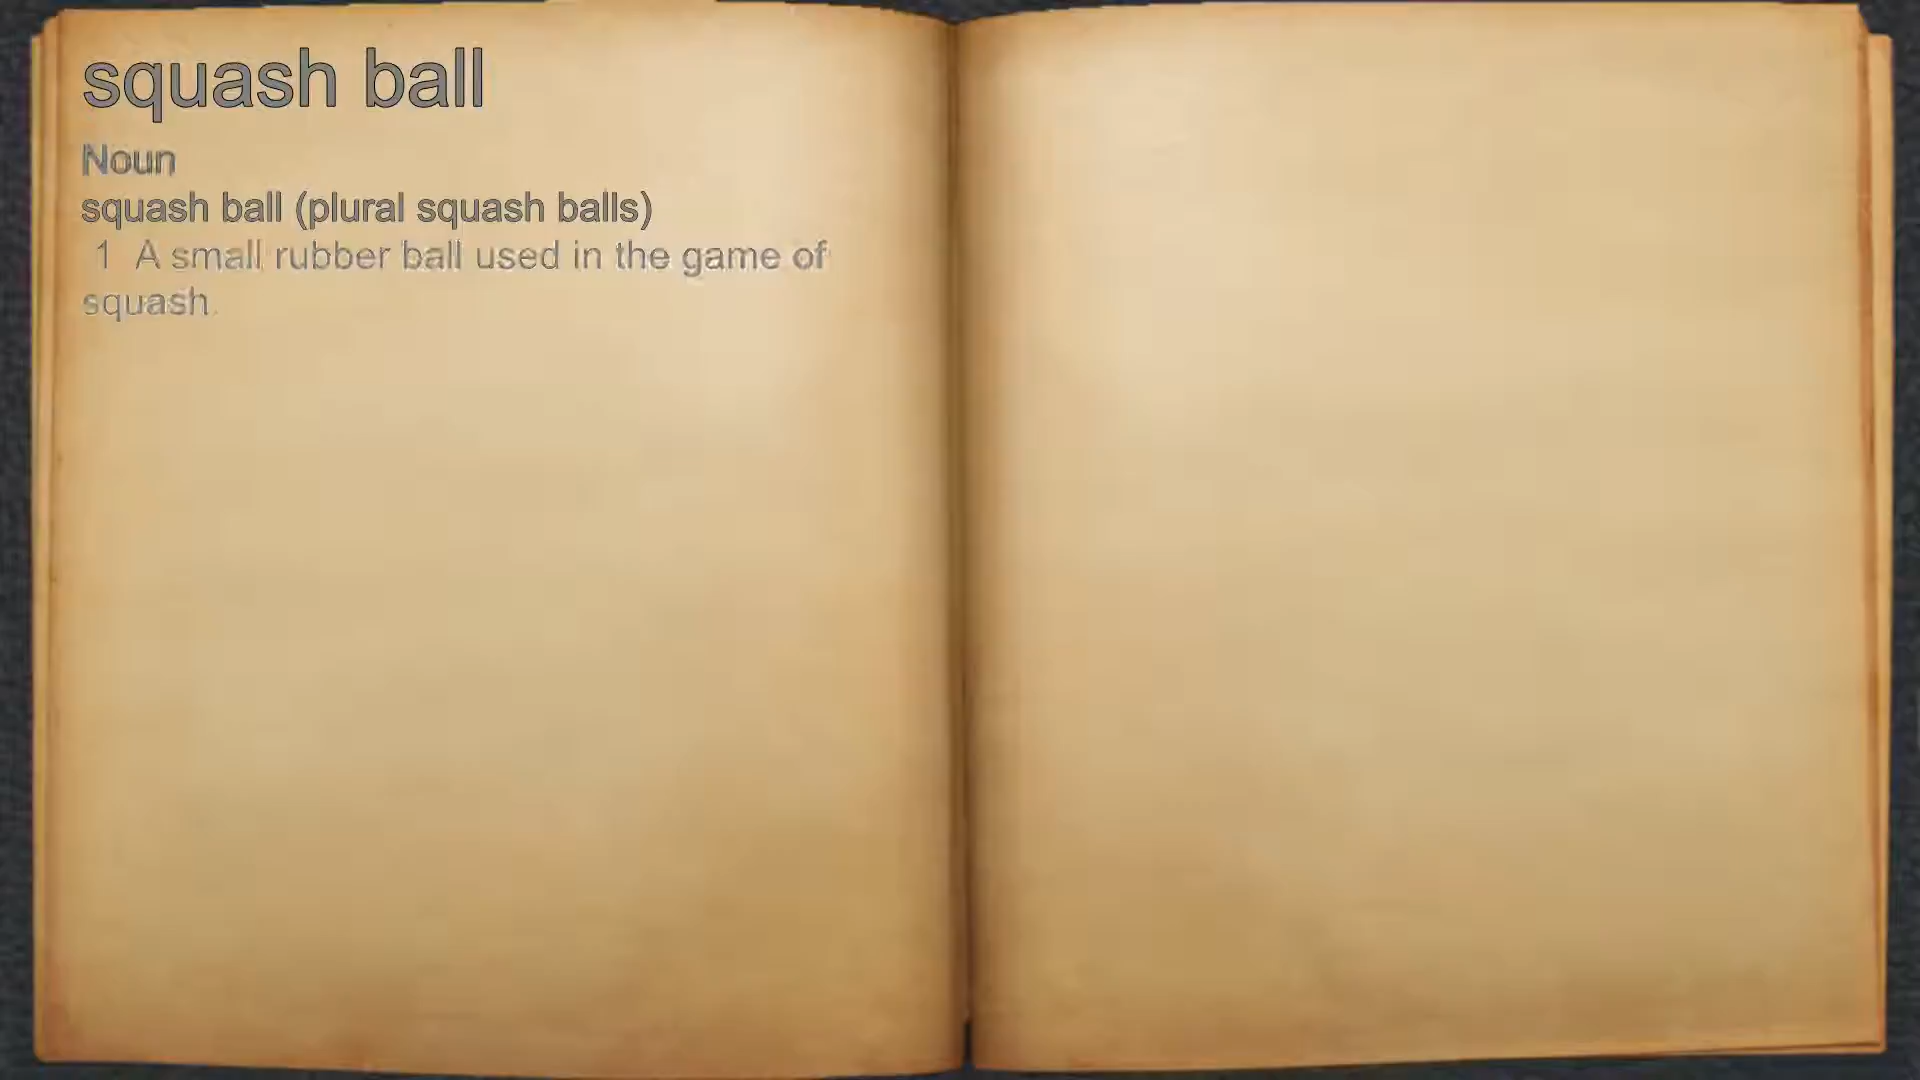 squash ball
Noun
squash ball (plural squash balls)
1 A small rubber ball used in the game of
squash.